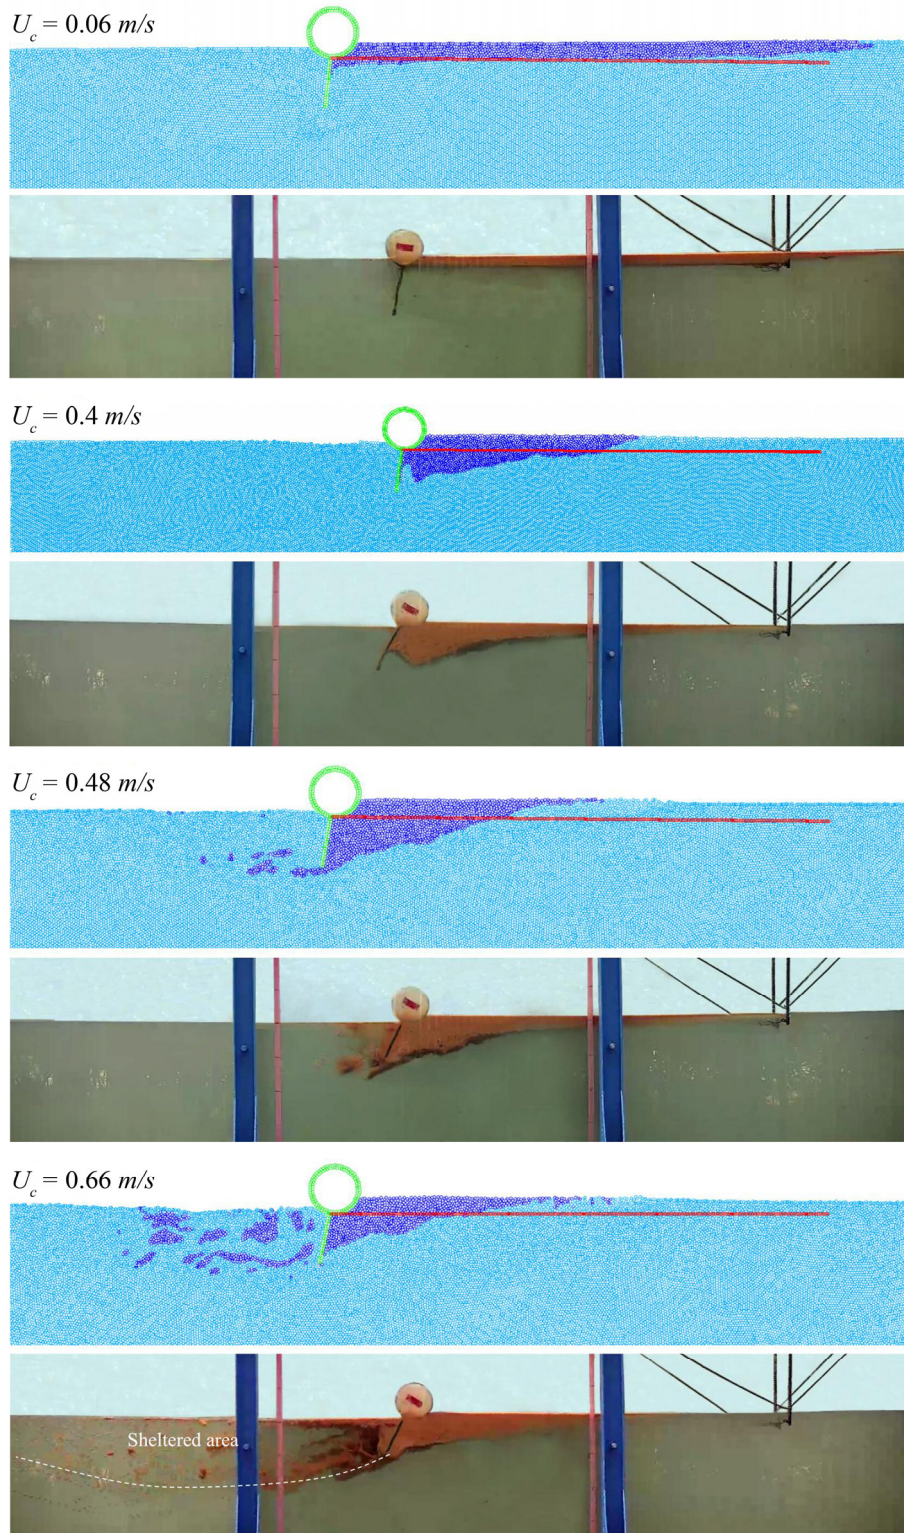 U_c = 0.06 m/s
U_c = 0.4 m/s
U_c = 0.48 m/s
U_c = 0.66 m/s
Sheltered area